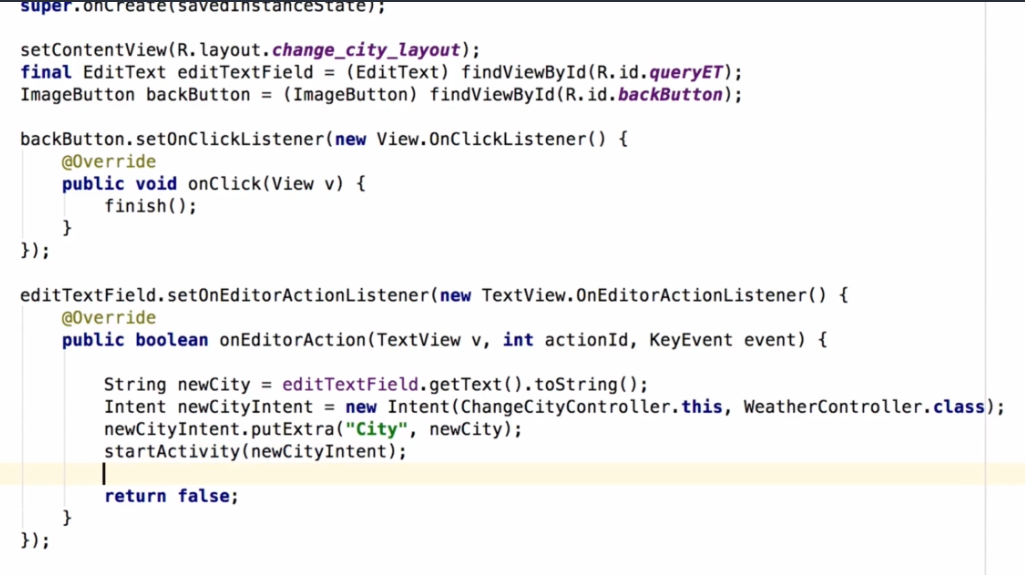 super.onCreate(savedInstanceState);
setContentView(R.layout.change_city_layout);
final EditText editTextField = (EditText) findViewById(R.id.queryET);
ImageButton backButton = (ImageButton) findViewById(R.id.backButton);
backButton.setOnClickListener(new View.OnClickListener() {
@Override
public void onClick(View v) {
finish();
}
});
editTextField.setOnEditorActionListener(new TextView.OnEditorActionListener() {
@Override
public boolean onEditorAction(TextView v, int actionId, KeyEvent event) {
String newCity = editTextField.getText().toString();
Intent newCityIntent = new Intent(ChangeCityController.this, WeatherController.class);
newCityIntent.putExtra("City", newCity);
startActivity(newCityIntent);
return false;
}
});